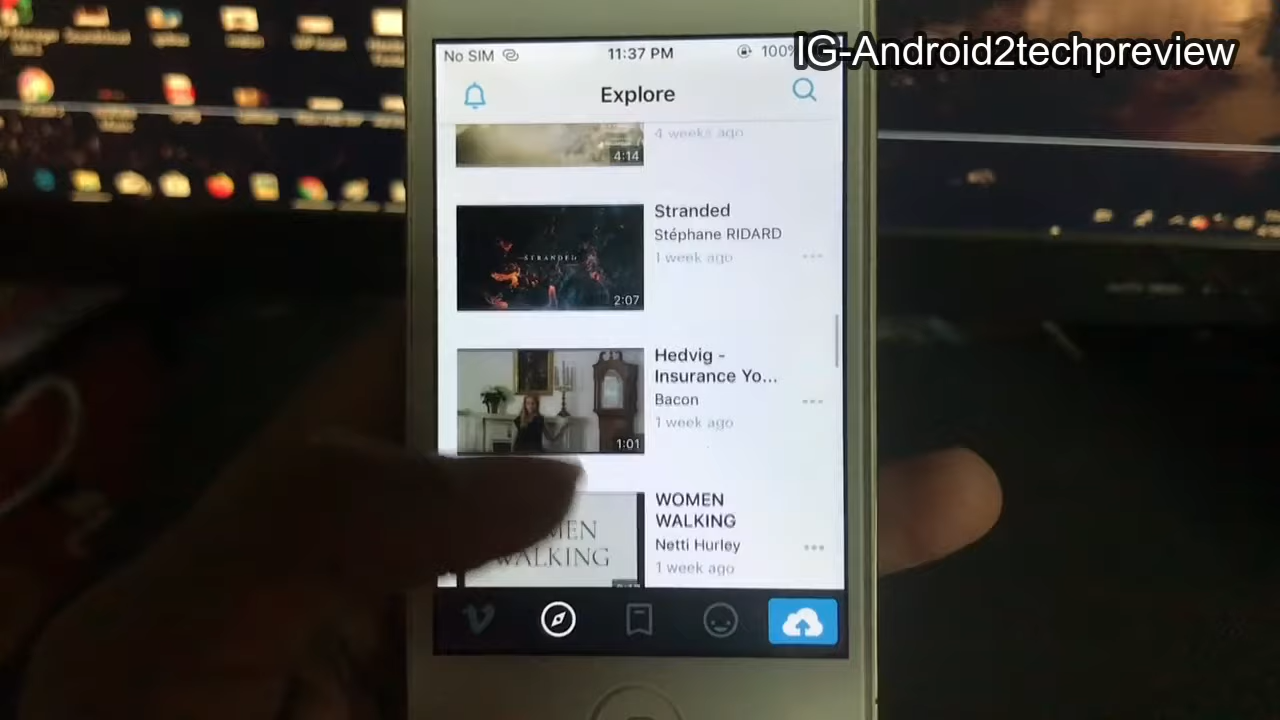 IG-Android2techpreview
No SIM
11:37 PM
100%
Explore
4 weeks ago
4:14
Stranded
Stéphane RIDARD
1 week ago
STRANDED
2:07
Hedvig -
Insurance Yo...
Bacon
1 week ago
1:01
WOMEN
WALKING
Netti Hurley
1 week ago
WALKING